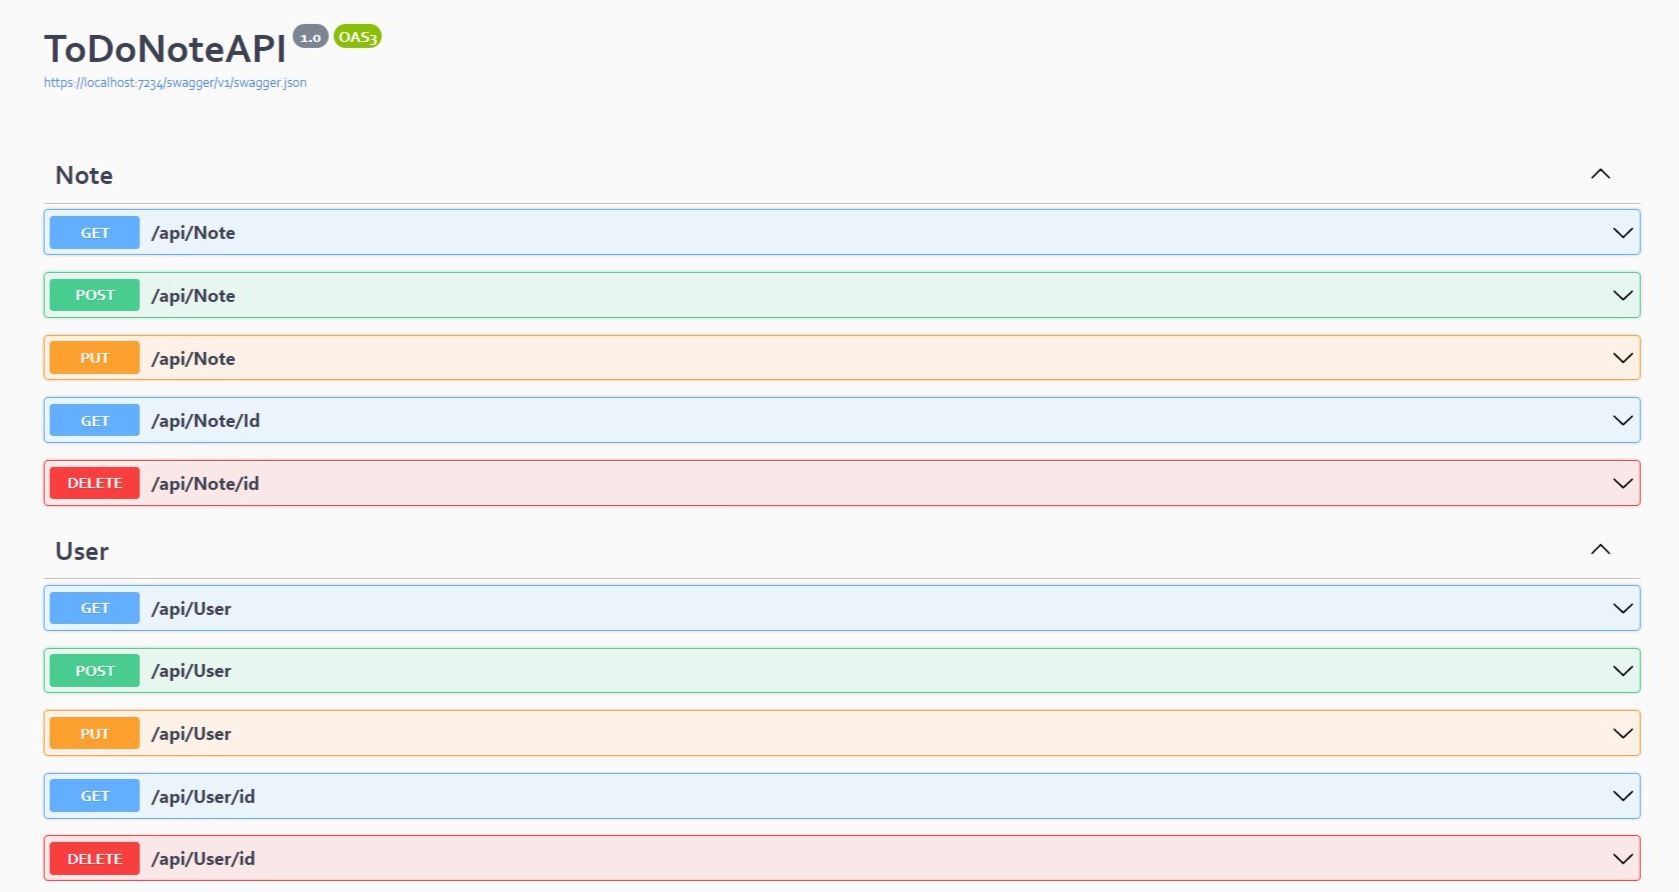 ToDoNoteAPI 1.0 OAS3
https://localhost:7234/swagger/v1/swagger.json
Note
GET /api/Note
POST /api/Note
PUT /api/Note
GET /api/Note/Id
DELETE /api/Note/id
User
GET /api/User
POST /api/User
PUT /api/User
GET /api/User/id
DELETE /api/User/id